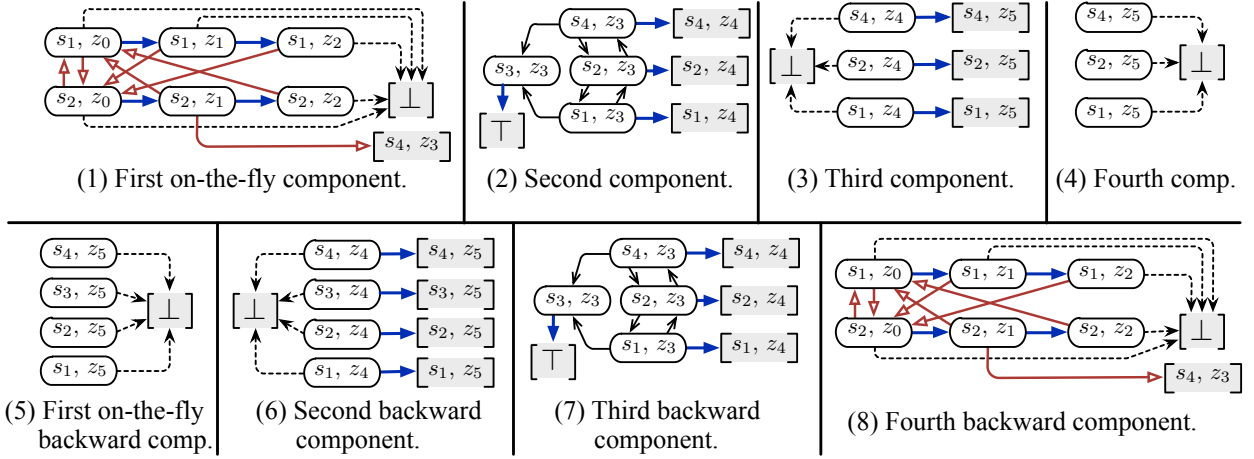 s₁, z₀ s₁, z₁ s₁, z₂
s₂, z₀ s₂, z₁ s₂, z₂ [⊥]
[s₄, z₃]
(1) First on-the-fly component.
s₄, z₃ [s₄, z₄]
s₃, z₃ s₂, z₃ [s₂, z₄]
[⊤] s₁, z₃ [s₁, z₄]
(2) Second component.
s₄, z₄ [s₄, z₅]
[⊥] s₂, z₄ [s₂, z₅]
s₁, z₄ [s₁, z₅]
(3) Third component.
s₄, z₅
s₂, z₅ [⊥]
s₁, z₅
(4) Fourth comp.
s₄, z₅
s₃, z₅
[⊥]
s₂, z₅
s₁, z₅
(5) First on-the-fly
backward comp.
s₄, z₄ [s₄, z₅]
s₃, z₄ [s₃, z₅]
[⊥]
s₂, z₄ [s₂, z₅]
s₁, z₄ [s₁, z₅]
(6) Second backward
component.
s₄, z₃ [s₄, z₄]
s₃, z₃ s₂, z₃ [s₂, z₄]
[⊤] s₁, z₃ [s₁, z₄]
(7) Third backward
component.
s₁, z₀ s₁, z₁ s₁, z₂
s₂, z₀ s₂, z₁ s₂, z₂ [⊥]
[s₄, z₃]
(8) Fourth backward component.